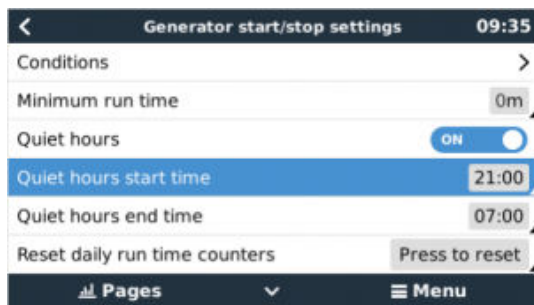 Generator start/stop settings 09:35
Conditions
Minimum run time 0m
Quiet hours ON
Quiet hours start time 21:00
Quiet hours end time 07:00
Reset daily run time counters Press to reset
Pages Menu